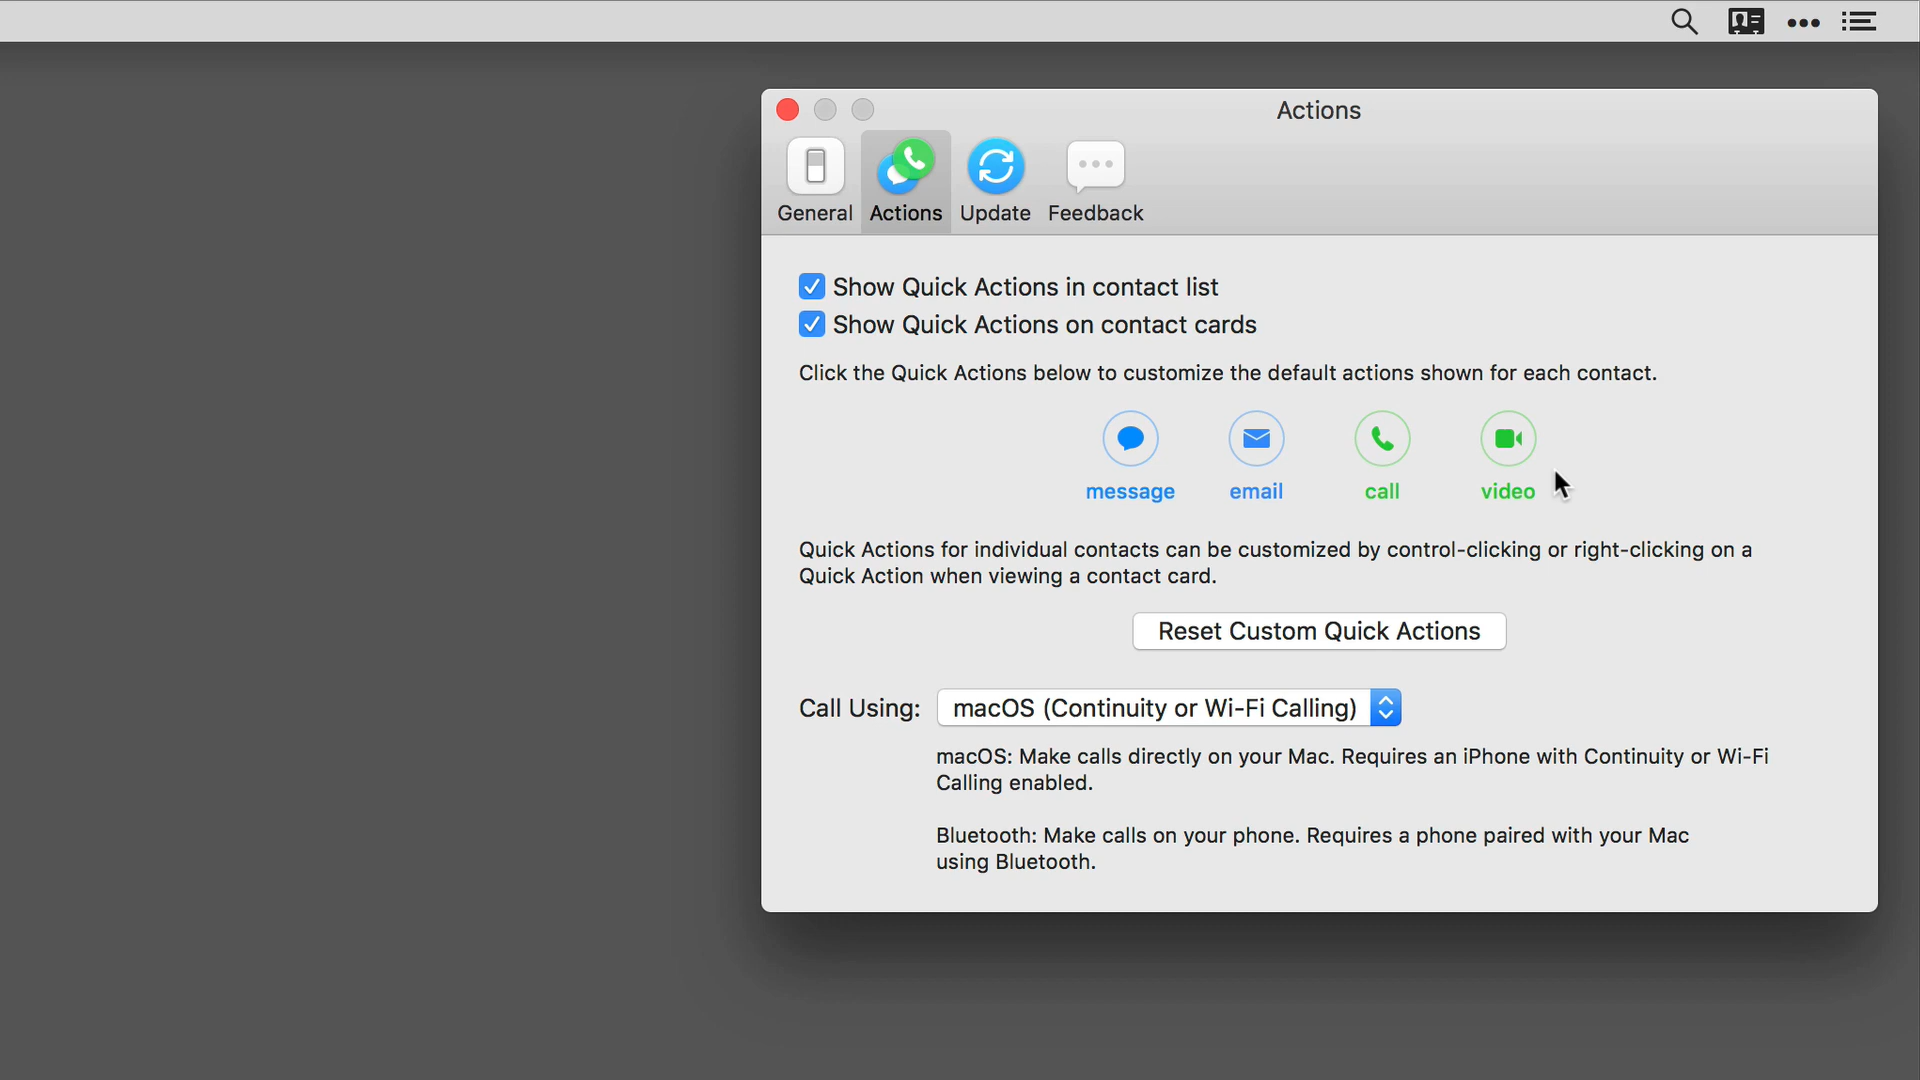 Actions
General
Actions
Update
Feedback
Show Quick Actions in contact list
Show Quick Actions on contact cards
Click the Quick Actions below to customize the default actions shown for each contact.
message
email
call
video
Quick Actions for individual contacts can be customized by control-clicking or right-clicking on a
Quick Action when viewing a contact card.
Reset Custom Quick Actions
Call Using:
macOS (Continuity or Wi-Fi Calling)
macOS: Make calls directly on your Mac. Requires an iPhone with Continuity or Wi-Fi
Calling enabled.
Bluetooth: Make calls on your phone. Requires a phone paired with your Mac
using Bluetooth.